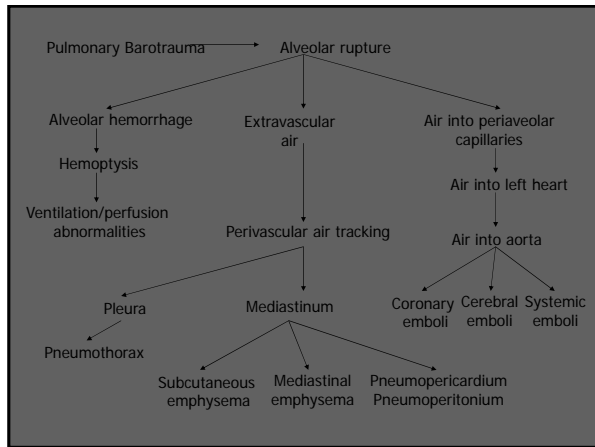 Pulmonary Barotrauma
Alveolar rupture
Alveolar hemorrhage
Hemoptysis
Ventilation/perfusion
abnormalities
Extravascular
air
Perivascular air tracking
Pleura
Pneumothorax
Mediastinum
Subcutaneous
emphysema
Mediastinal
emphysema
Pneumopericardium
Pneumoperitonium
Air into periaveolar
capillaries
Air into left heart
Air into aorta
Coronary
emboli
Cerebral
emboli
Systemic
emboli